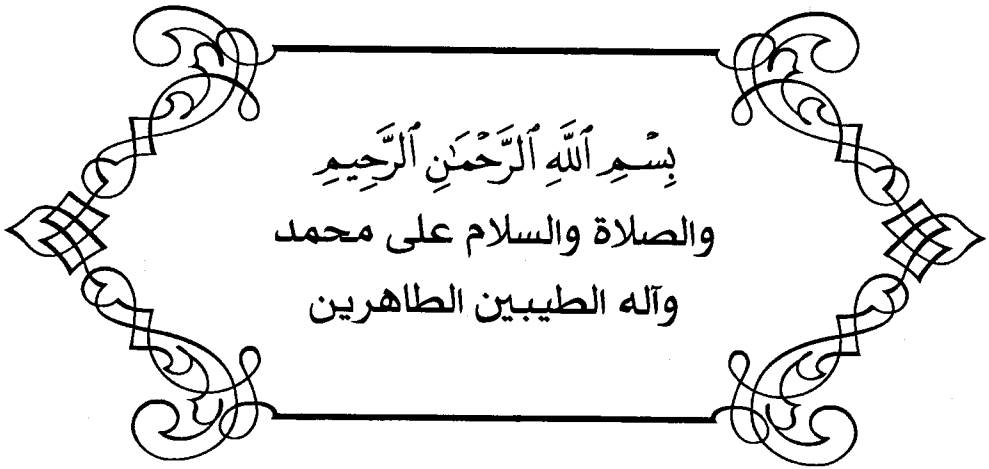 بِسْمِ ٱللَّهِ ٱلرَّحْمَٰنِ ٱلرَّحِيمِ
والصلاة والسلام على محمد
وآله الطيبين الطاهرين